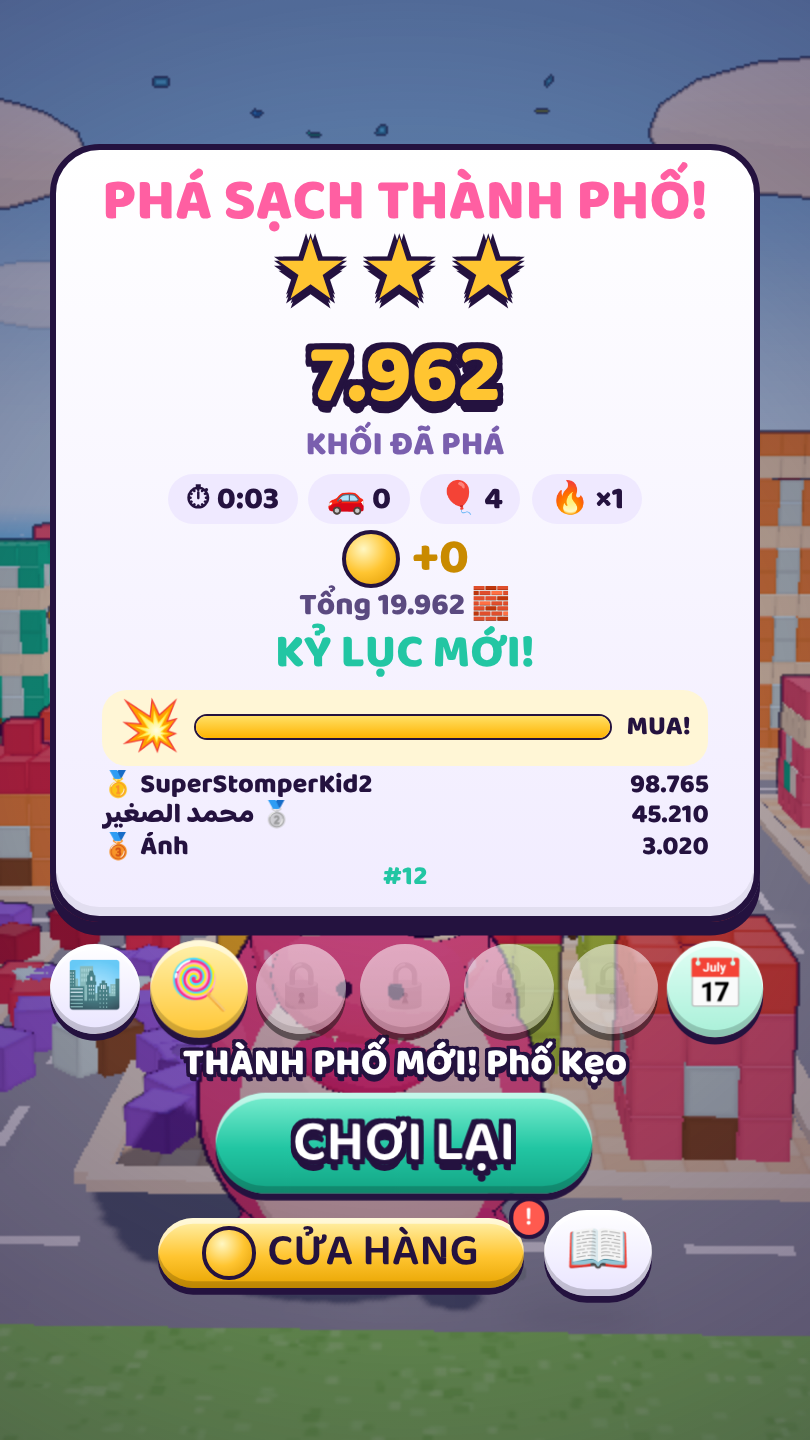 PHÁ SẠCH THÀNH PHỐ!
7.962
KHỐI ĐÃ PHÁ
0:03 0 4 ×1
+0
Tổng 19.962
KỶ LỤC MỚI!
MUA!
SuperStomperKid2 98.765
محمد الصغير 45.210
Ánh 3.020
#12
July
17
THÀNH PHỐ MỚI! Phố Kẹo
CHƠI LẠI
!
CỬA HÀNG